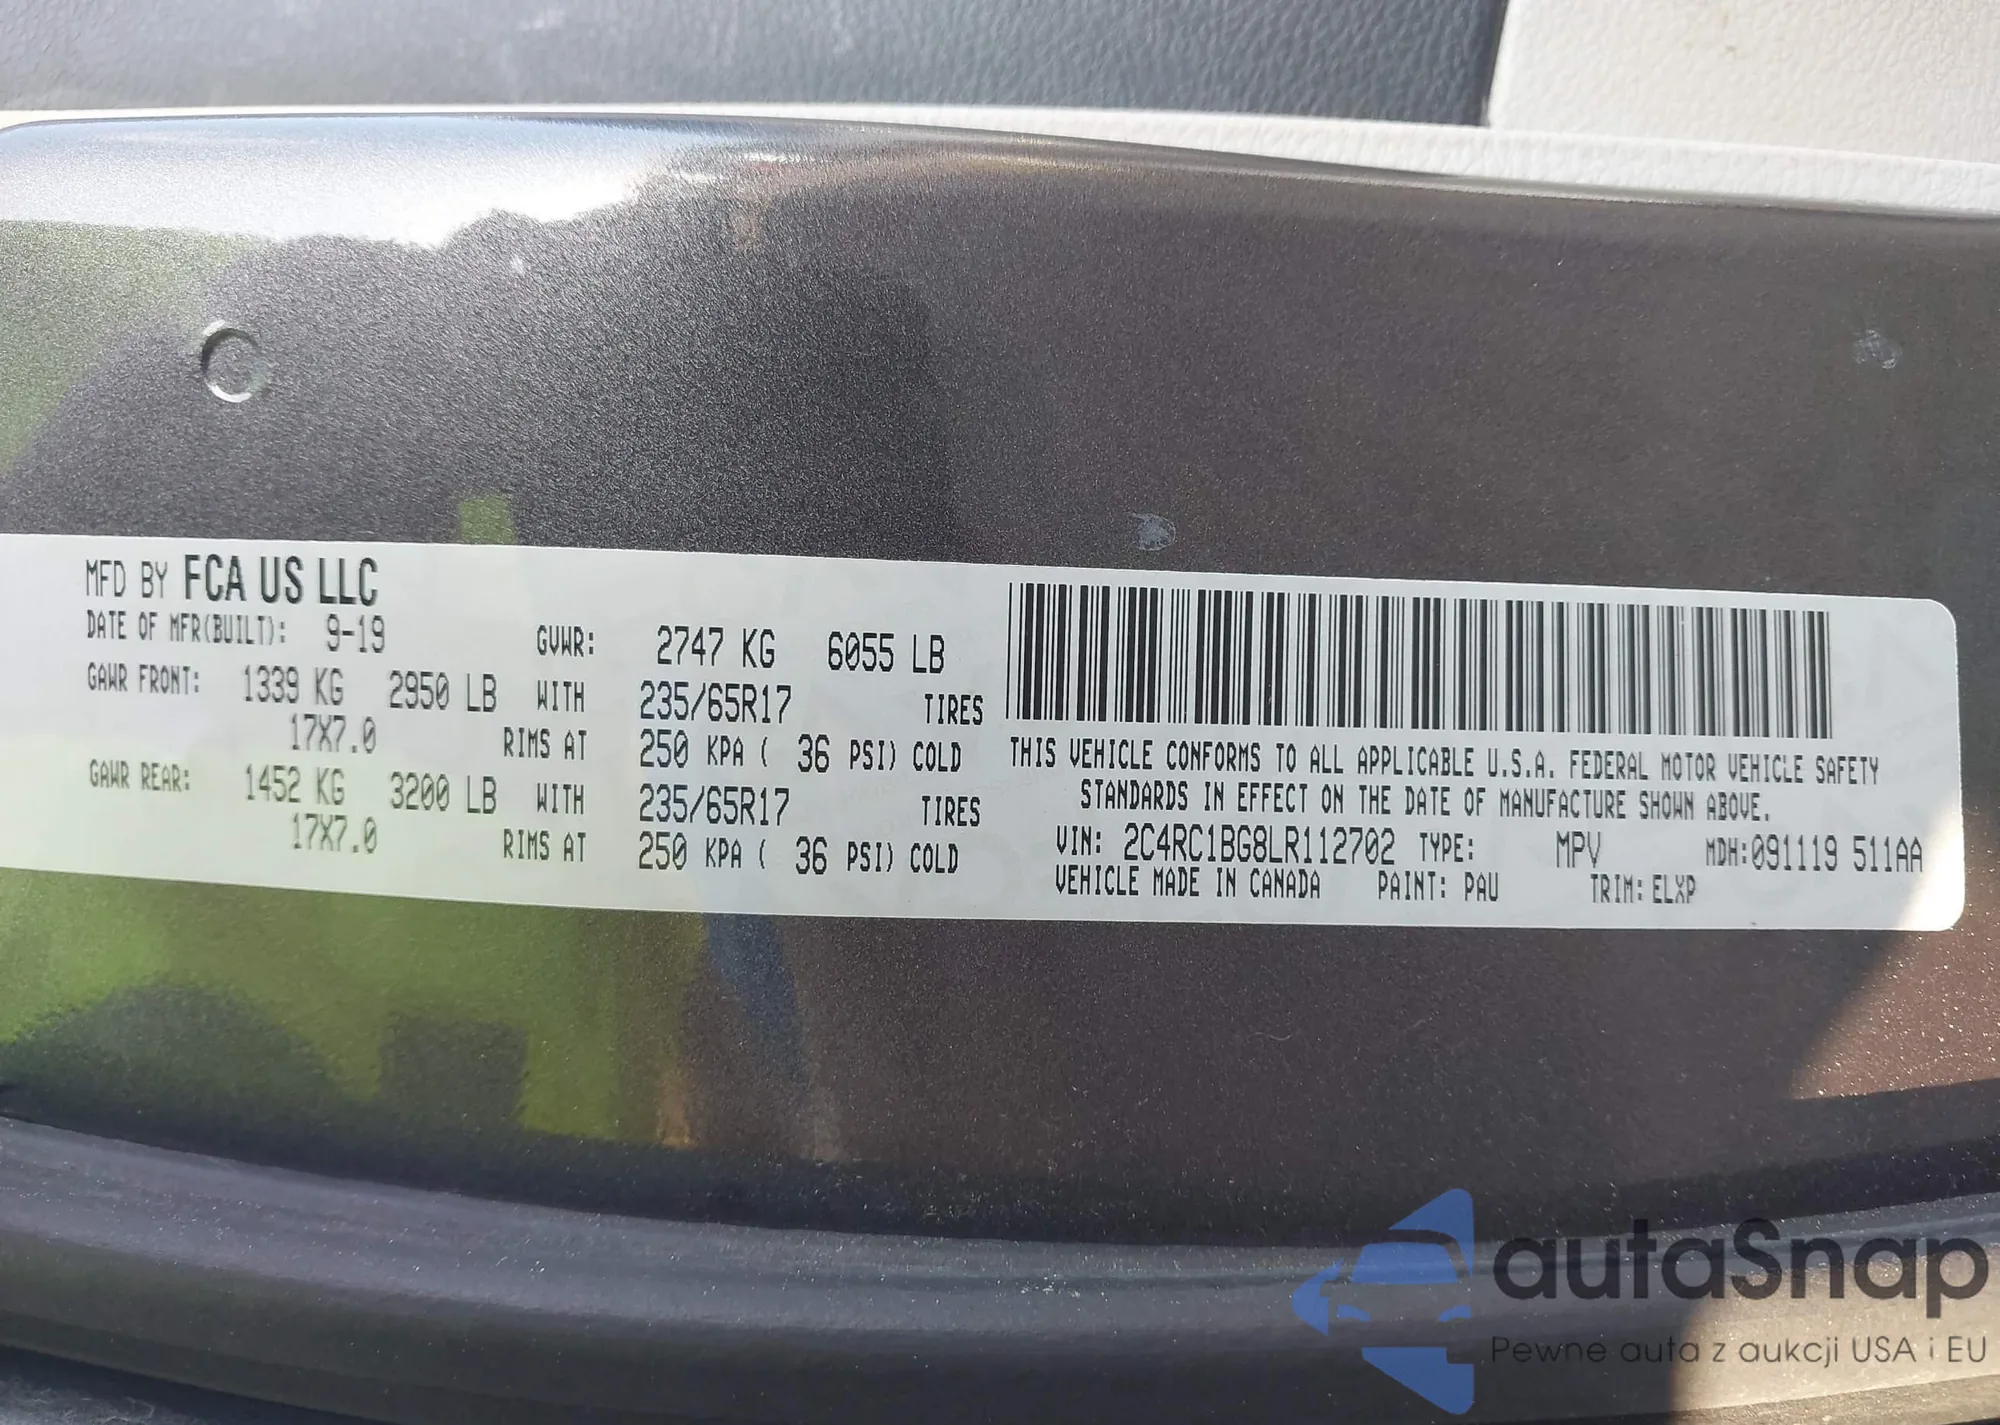 MFD BY FCA US LLC
DATE OF MFR(BUILT): 9-19 GVWR: 2747 KG 6055 LB
GAWR FRONT: 1339 KG 2950 LB WITH 235/65R17 TIRES
17X7.0 RIMS AT 250 KPA ( 36 PSI) COLD
GAWR REAR: 1452 KG 3200 LB WITH 235/65R17 TIRES
17X7.0 RIMS AT 250 KPA ( 36 PSI) COLD
THIS VEHICLE CONFORMS TO ALL APPLICABLE U.S.A. FEDERAL MOTOR VEHICLE SAFETY
STANDARDS IN EFFECT ON THE DATE OF MANUFACTURE SHOWN ABOVE.
VIN: 2C4RC1BG8LR112702 TYPE: MPV MDH:091119 511AA
VEHICLE MADE IN CANADA PAINT: PAU TRIM: ELXP
autaSnap
Pewne auta z aukcji USA i EU